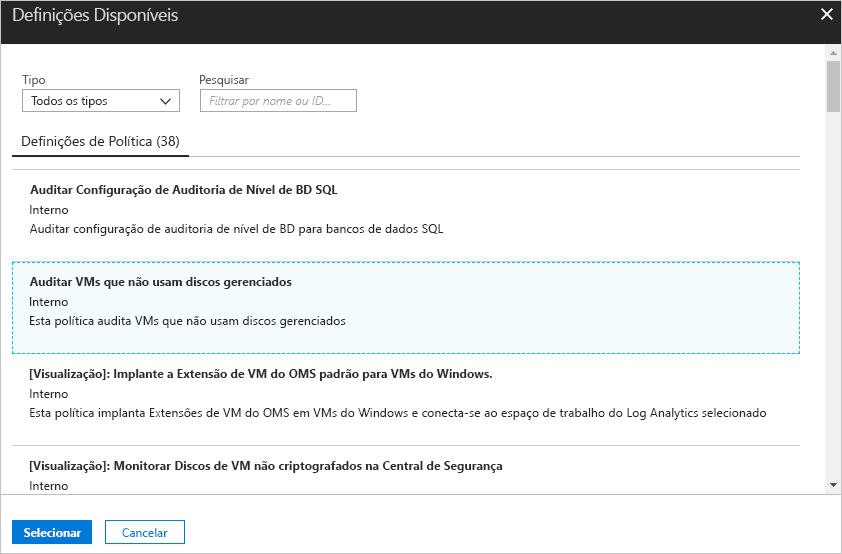 Definições Disponíveis
Tipo
Pesquisar
Todos os tipos
Filtrar por nome ou ID...
Definições de Política (38)
Auditar Configuração de Auditoria de Nível de BD SQL
Interno
Auditar configuração de auditoria de nível de BD para bancos de dados SQL
Auditar VMs que não usam discos gerenciados
Interno
Esta política audita VMs que não usam discos gerenciados
[Visualização]: Implante a Extensão de VM do OMS padrão para VMs do Windows.
Interno
Esta política implanta Extensões de VM do OMS em VMs do Windows e conecta-se ao espaço de trabalho do Log Analytics selecionado
[Visualização]: Monitorar Discos de VM não criptografados na Central de Segurança
Interno
Selecionar
Cancelar